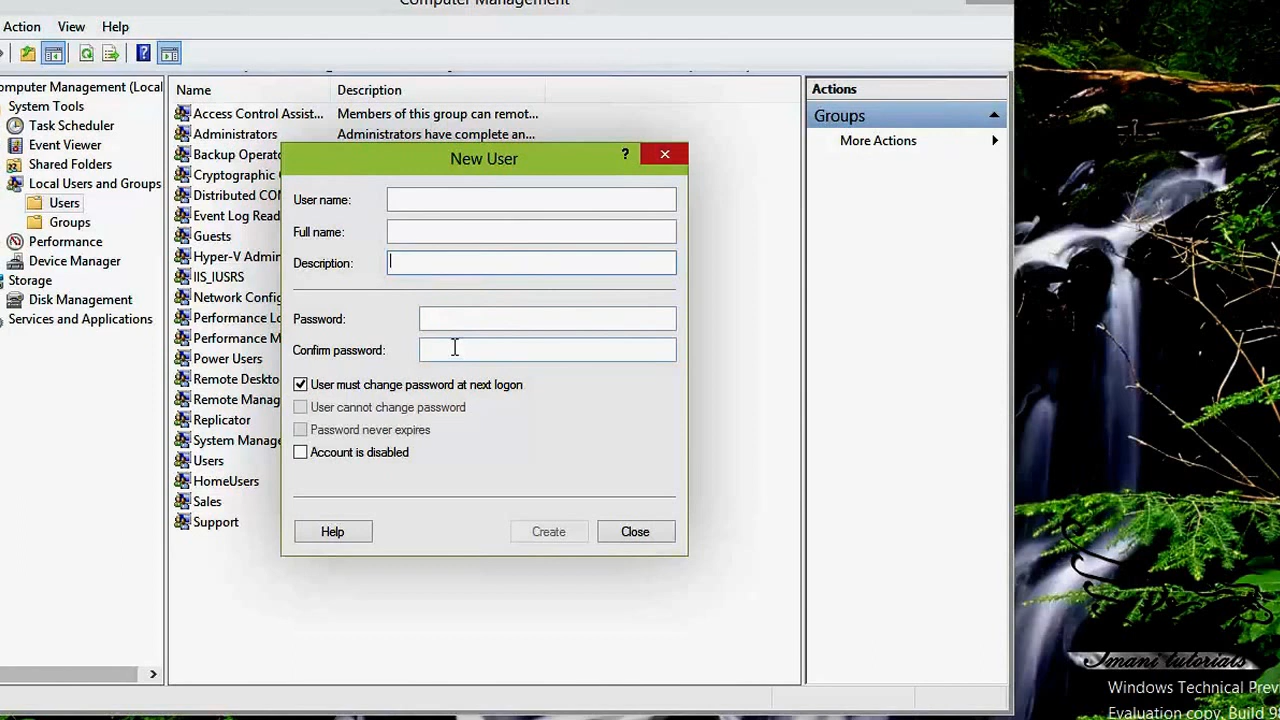 Computer Management
Action View Help
omputer Management (Local
System Tools
Task Scheduler
Event Viewer
Shared Folders
Local Users and Groups
Users
Groups
Performance
Device Manager
Storage
Disk Management
Services and Applications
Name Description
Access Control Assist... Members of this group can remot...
Administrators Administrators have complete an...
Backup Operato
Cryptographic
Distributed CO
Event Log Read
Guests
Hyper-V Admin
IIS_IUSRS
Network Config
Performance Lo
Performance M
Power Users
Remote Deskto
Remote Manag
Replicator
System Manage
Users
HomeUsers
Sales
Support
New User
? x
User name:
Full name:
Description:
Password:
Confirm password:
User must change password at next logon
User cannot change password
Password never expires
Account is disabled
Help Create Close
Actions
Groups
More Actions
Imani tutorials
Windows Technical Prev
Evaluation copy. Build 98